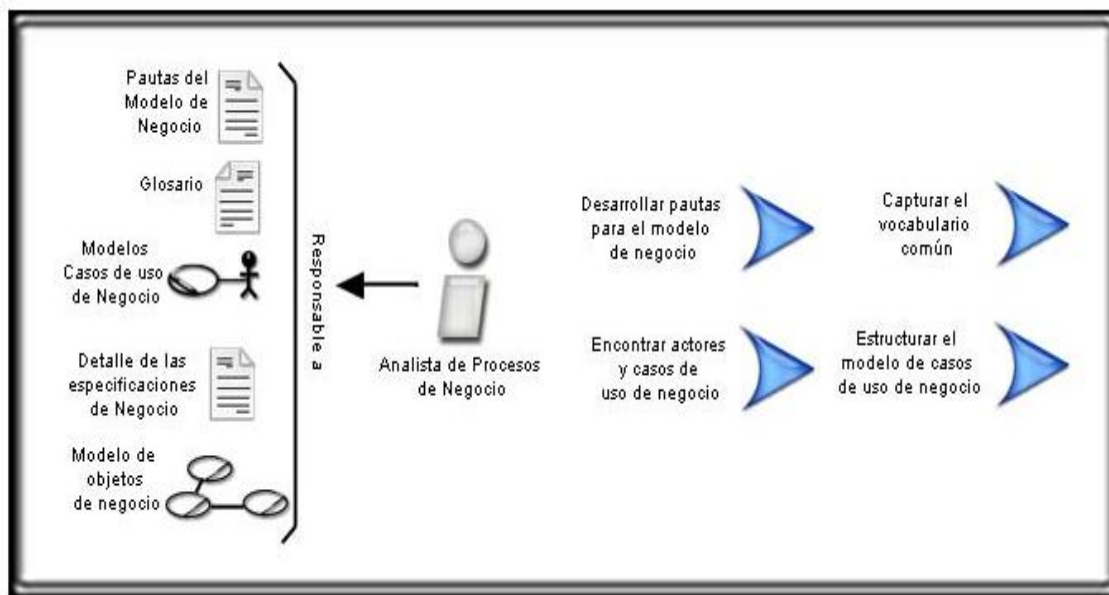 Pautas del
Modelo de
Negocio
Glosario
Modelos
Casos de uso
de Negocio
Detalle de las
especificaciones
de Negocio
Modelo de
objetos
de negocio
Responsable a
Analista de Procesos
de Negocio
Desarrollar pautas
para el modelo
de negocio
Capturar el
vocabulario
común
Encontrar actores
y casos de
uso de negocio
Estructurar el
modelo de casos
de uso de negocio